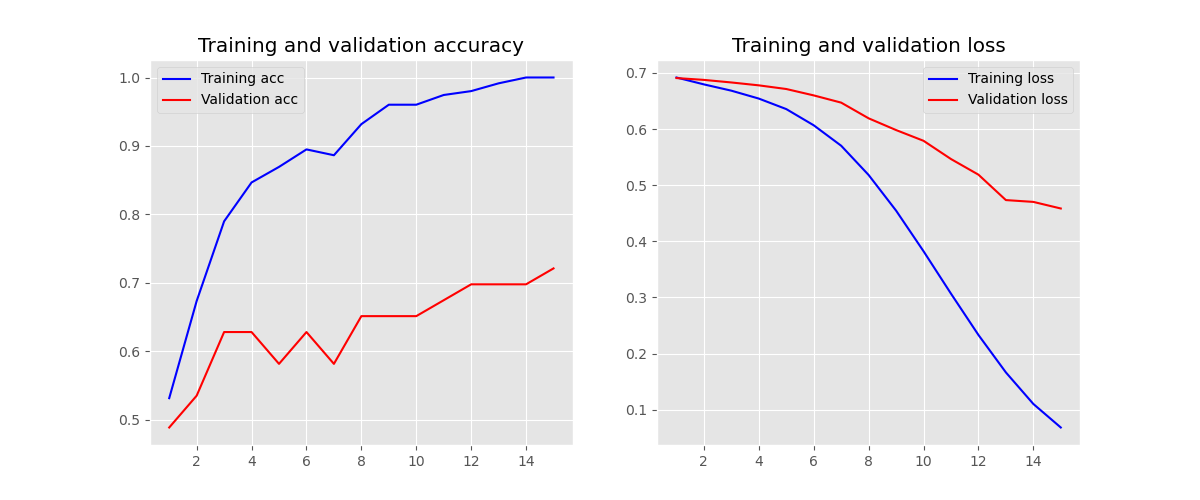 Training and validation accuracy
Training acc
Validation acc
1.0
0.9
0.8
0.7
0.6
0.5
2 4 6 8 10 12 14
Training and validation loss
Training loss
Validation loss
0.7
0.6
0.5
0.4
0.3
0.2
0.1
2 4 6 8 10 12 14